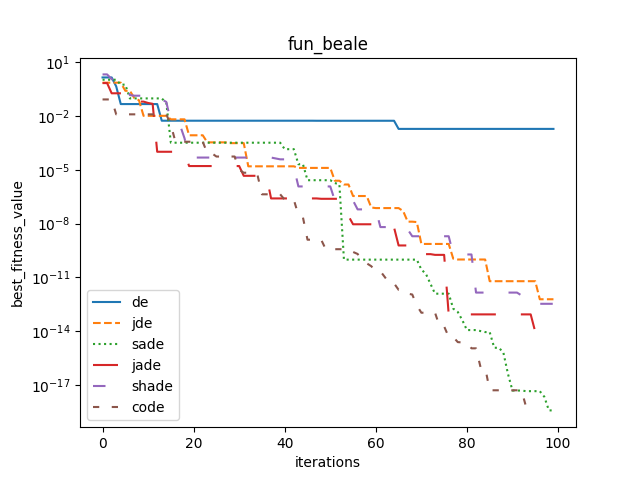 fun_beale
best_fitness_value
10^1
10^−2
10^−5
10^−8
10^−11
10^−14
10^−17
de
jde
sade
jade
shade
code
0 20 40 60 80 100
iterations